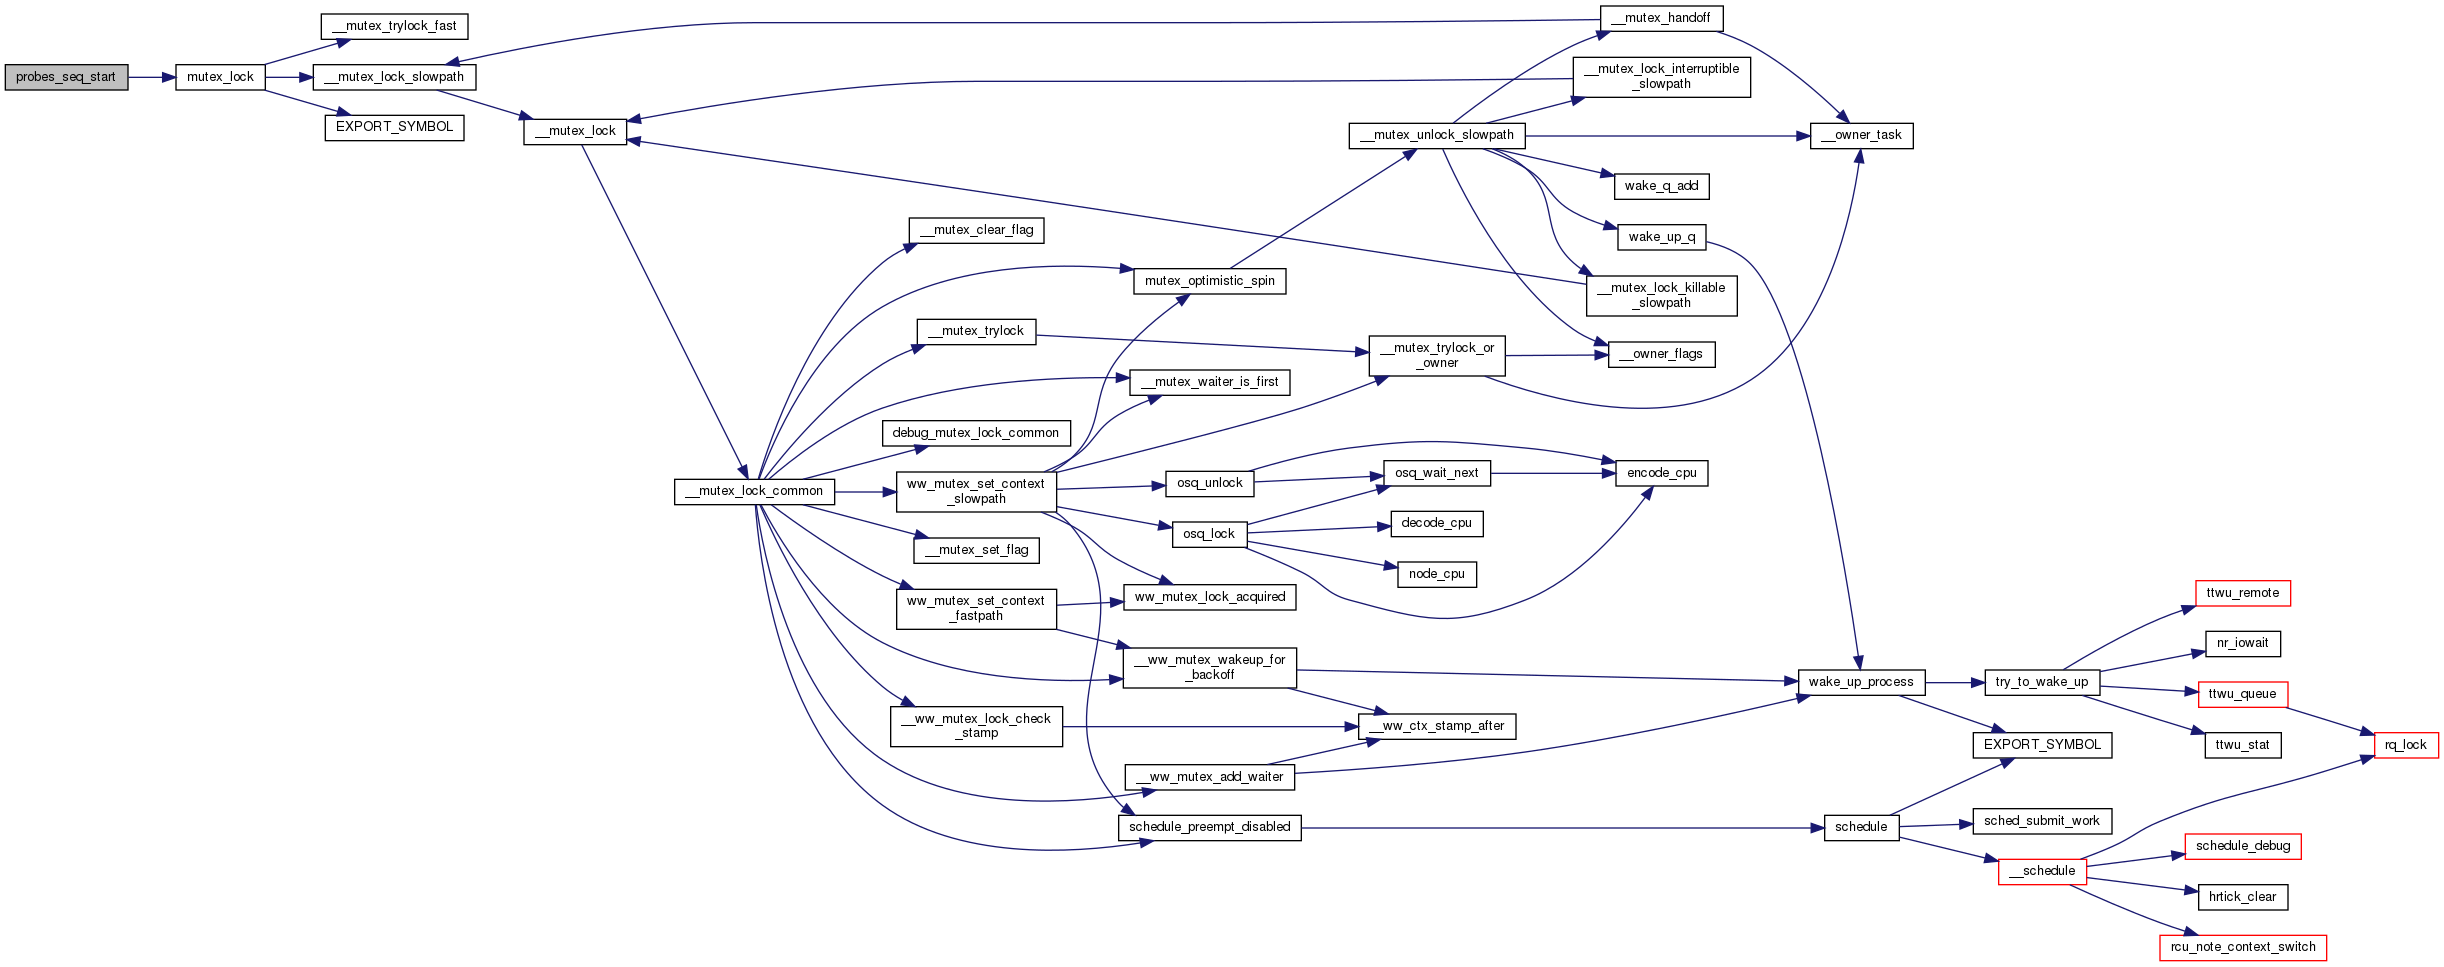 probes_seq_start
mutex_lock
__mutex_trylock_fast
__mutex_lock_slowpath
EXPORT_SYMBOL
__mutex_lock
__mutex_lock_common
__mutex_clear_flag
mutex_optimistic_spin
__mutex_trylock
__mutex_waiter_is_first
debug_mutex_lock_common
ww_mutex_set_context
_slowpath
__mutex_set_flag
ww_mutex_set_context
_fastpath
__ww_mutex_lock_check
_stamp
osq_unlock
osq_lock
ww_mutex_lock_acquired
__ww_mutex_wakeup_for
_backoff
__ww_mutex_add_waiter
schedule_preempt_disabled
__mutex_unlock_slowpath
__mutex_trylock_or
_owner
osq_wait_next
decode_cpu
node_cpu
__ww_ctx_stamp_after
__mutex_handoff
__mutex_lock_interruptible
_slowpath
wake_q_add
wake_up_q
__mutex_lock_killable
_slowpath
__owner_flags
encode_cpu
__owner_task
wake_up_process
schedule
try_to_wake_up
EXPORT_SYMBOL
sched_submit_work
__schedule
ttwu_remote
nr_iowait
ttwu_queue
ttwu_stat
schedule_debug
hrtick_clear
rcu_note_context_switch
rq_lock